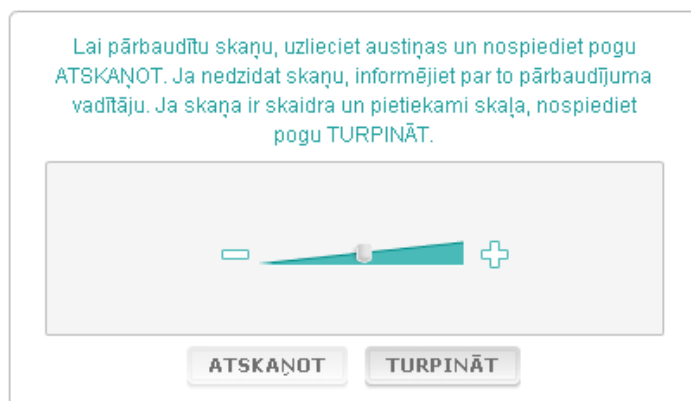 Lai pārbaudītu skaņu, uzlieciet austiņas un nospiediet pogu
ATSKAŅOT. Ja nedzidat skaņu, informējiet par to pārbaudījuma
vadītāju. Ja skaņa ir skaidra un pietiekami skaļa, nospiediet
pogu TURPINĀT.
ATSKAŅOT TURPINĀT